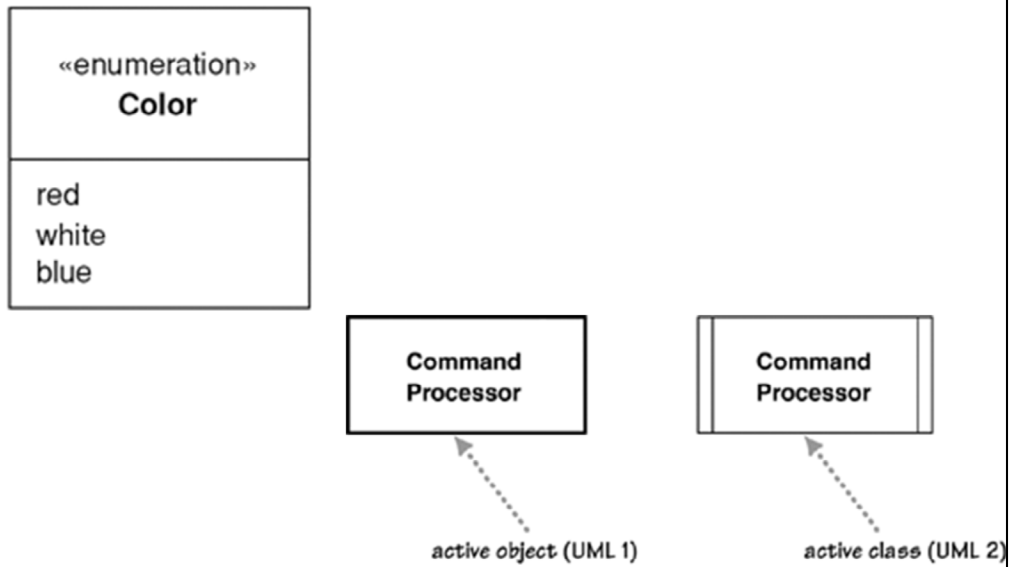 «enumeration»
Color
red
white
blue
Command
Processor
Command
Processor
active object (UML 1)
active class (UML 2)